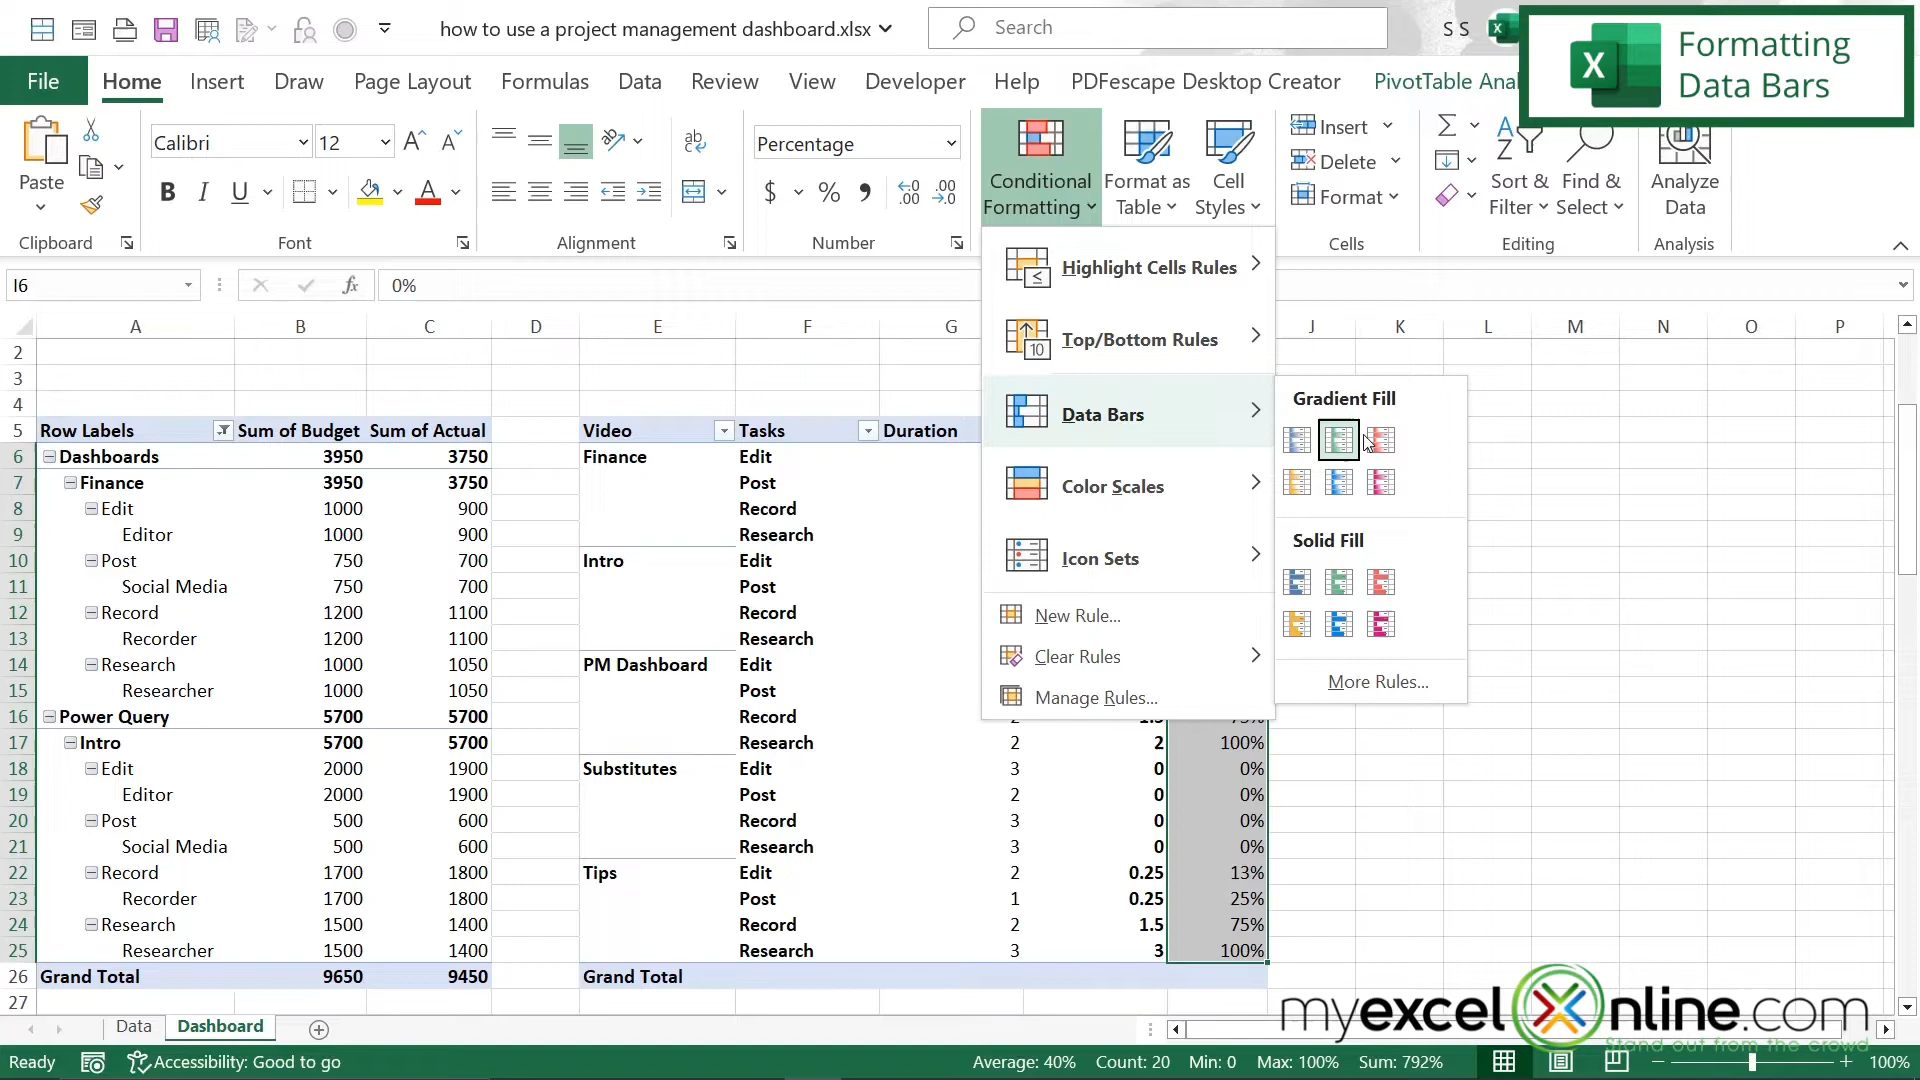 how to use a project management dashboard.xlsx
Search
S S
Formatting
Data Bars
File Home Insert Draw Page Layout Formulas Data Review View Developer Help PDFescape Desktop Creator PivotTable Anal
Paste
Clipboard
Calibri 12
B I U
Font
ab
Alignment
Percentage
$ % 9 .00
Number
Conditional
Formatting
Format as
Table
Cell
Styles
Insert
Delete
Format
Cells
Sort &
Filter
Find &
Select
Editing
Analyze
Data
Analysis
I6 fx 0%
A B C D E F G J K L M N O P
2
3
4
5 Row Labels Sum of Budget Sum of Actual Video Tasks Duration
6 Dashboards 3950 3750 Finance Edit
7 Finance 3950 3750 Post
8 Edit 1000 900 Record
9 Editor 1000 900 Research
10 Post 750 700 Intro Edit
11 Social Media 750 700 Post
12 Record 1200 1100 Record
13 Recorder 1200 1100 Research
14 Research 1000 1050 PM Dashboard Edit
15 Researcher 1000 1050 Post
16 Power Query 5700 5700 Record
17 Intro 5700 5700 Research 2 2 100%
18 Edit 2000 1900 Substitutes Edit 3 0 0%
19 Editor 2000 1900 Post 2 0 0%
20 Post 500 600 Record 3 0 0%
21 Social Media 500 600 Research 3 0 0%
22 Record 1700 1800 Tips Edit 2 0.25 13%
23 Recorder 1700 1800 Post 1 0.25 25%
24 Research 1500 1400 Record 2 1.5 75%
25 Researcher 1500 1400 Research 3 3 100%
26 Grand Total 9650 9450 Grand Total
27
Highlight Cells Rules
Top/Bottom Rules
Data Bars
Color Scales
Icon Sets
New Rule...
Clear Rules
Manage Rules...
Gradient Fill
Solid Fill
More Rules...
myexcelonline.com
Stand out from the crowd
Data Dashboard
Ready Accessibility: Good to go Average: 40% Count: 20 Min: 0 Max: 100% Sum: 792% 100%